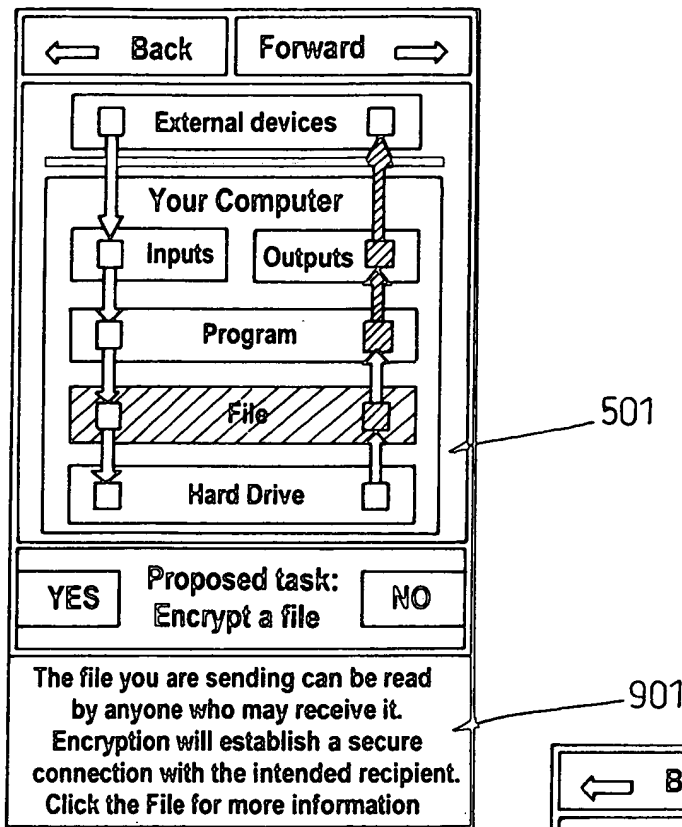 Back Forward
External devices
Your Computer
Inputs Outputs
Program
File
Hard Drive
501
YES Proposed task: NO
Encrypt a file
The file you are sending can be read
by anyone who may receive it.
Encryption will establish a secure
connection with the intended recipient.
Click the File for more information
901
B